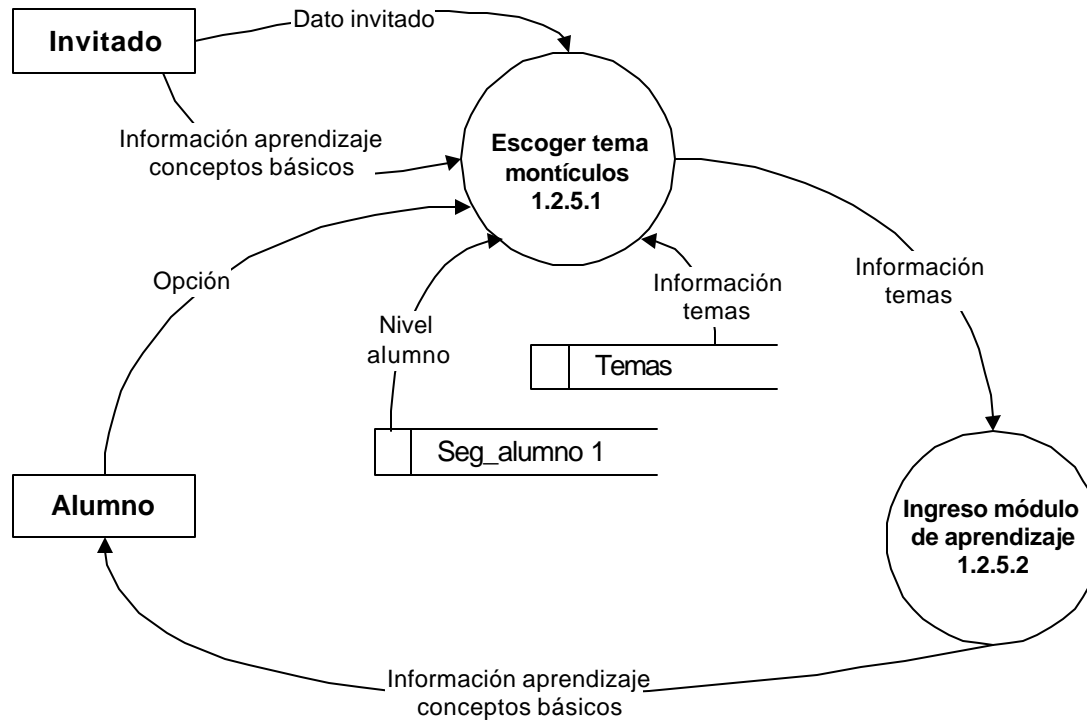 Dato invitado
Invitado
Información aprendizaje
conceptos básicos
Escoger tema
montículos
1.2.5.1
Opción
Nivel
alumno
Información
temas
Información
temas
Temas
Seg_alumno 1
Alumno
Ingreso módulo
de aprendizaje
1.2.5.2
Información aprendizaje
conceptos básicos